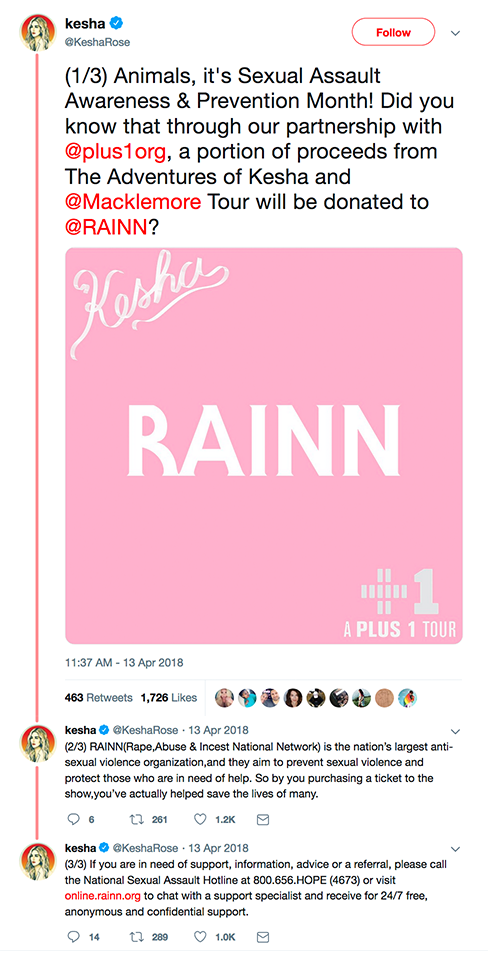 kesha
@KeshaRose
Follow
(1/3) Animals, it's Sexual Assault
Awareness & Prevention Month! Did you
know that through our partnership with
@plus1org, a portion of proceeds from
The Adventures of Kesha and
@Macklemore Tour will be donated to
@RAINN?
Kesha
RAINN
+1
A PLUS 1 TOUR
11:37 AM - 13 Apr 2018
463 Retweets 1,726 Likes
kesha @KeshaRose · 13 Apr 2018
(2/3) RAINN(Rape,Abuse & Incest National Network) is the nation's largest anti-
sexual violence organization,and they aim to prevent sexual violence and
protect those who are in need of help. So by you purchasing a ticket to the
show,you've actually helped save the lives of many.
6 261 1.2K
kesha @KeshaRose · 13 Apr 2018
(3/3) If you are in need of support, information, advice or a referral, please call
the National Sexual Assault Hotline at 800.656.HOPE (4673) or visit
online.rainn.org to chat with a support specialist and receive for 24/7 free,
anonymous and confidential support.
14 289 1.0K